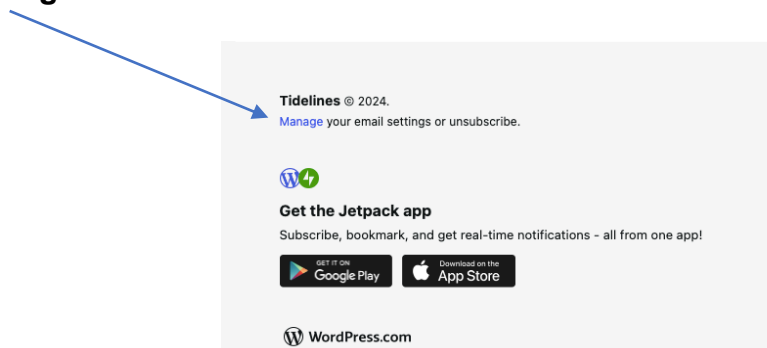 Tidelines © 2024.
Manage your email settings or unsubscribe.
Get the Jetpack app
Subscribe, bookmark, and get real-time notifications - all from one app!
GET IT ON
Google Play
Download on the
App Store
WordPress.com